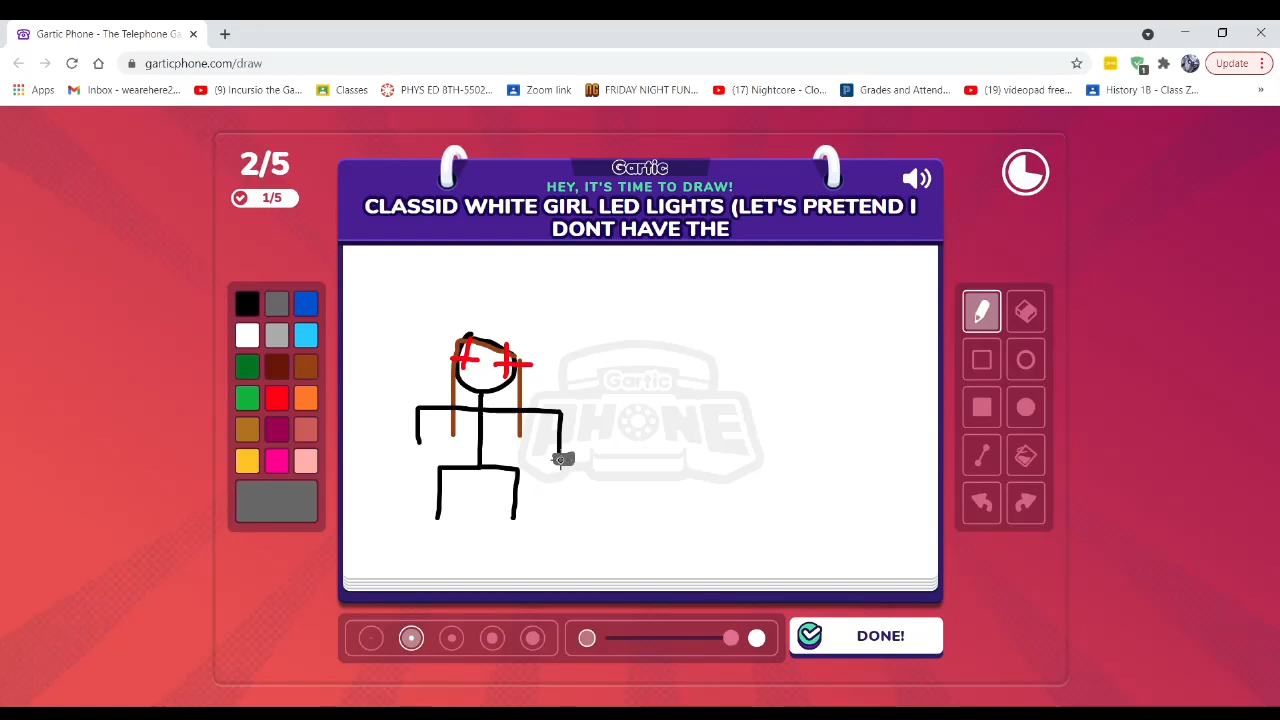 Gartic Phone - The Telephone Ga
garticphone.com/draw
Update
Apps
Inbox - weasmere2...
(9) Incursio the Ga...
Classes
PHYS ED 8TH-5502...
Zoom link
FRIDAY NIGHT FUN...
(17) Nightcore - Clo...
Grades and Attend...
(19) videopad free...
History 1B - Class Z...
»
2/5
1/5
Gartic
HEY, IT'S TIME TO DRAW!
CLASSID WHITE GIRL LED LIGHTS (LET'S PRETEND I
DONT HAVE THE
Gartic
PHONE
DONE!